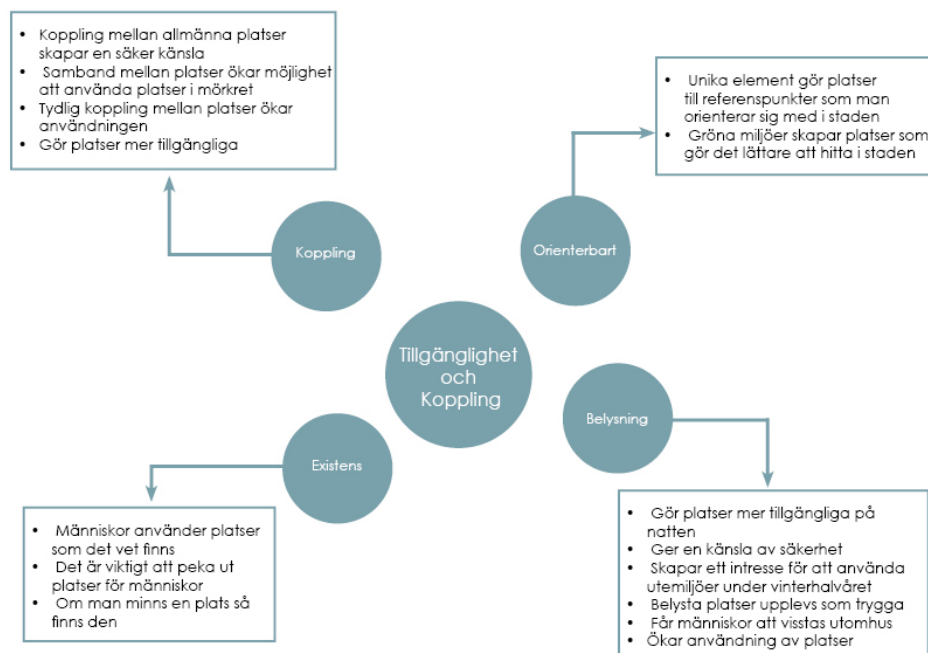 • Koppling mellan allmänna platser
skapar en säker känsla
• Samband mellan platser ökar möjlighet
att använda platser i mörkret
• Tydlig koppling mellan platser ökar
användningen
• Gör platser mer tillgängliga
• Unika element gör platser
till referenspunkter som man
orienterar sig med i staden
• Gröna miljöer skapar platser som
gör det lättare att hitta i staden
Koppling
Orienterbart
Tillgänglighet
och
Koppling
Belysning
Existens
• Människor använder platser
som det vet finns
• Det är viktigt att peka ut
platser för människor
• Om man minns en plats så
finns den
• Gör platser mer tillgängliga på
natten
• Ger en känsla av säkerhet
• Skapar ett intresse för att använda
utemiljöer under vinterhalvåret
• Belysta platser upplevs som trygga
• Får människor att visstas utomhus
• Ökar användning av platser